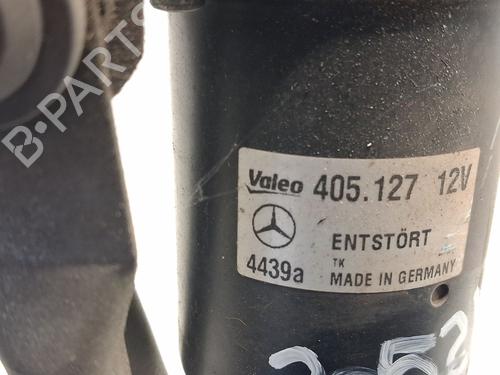 B-PARTS
Valeo 405.127 12V
ENTSTÖRT
4439a TK MADE IN GERMANY